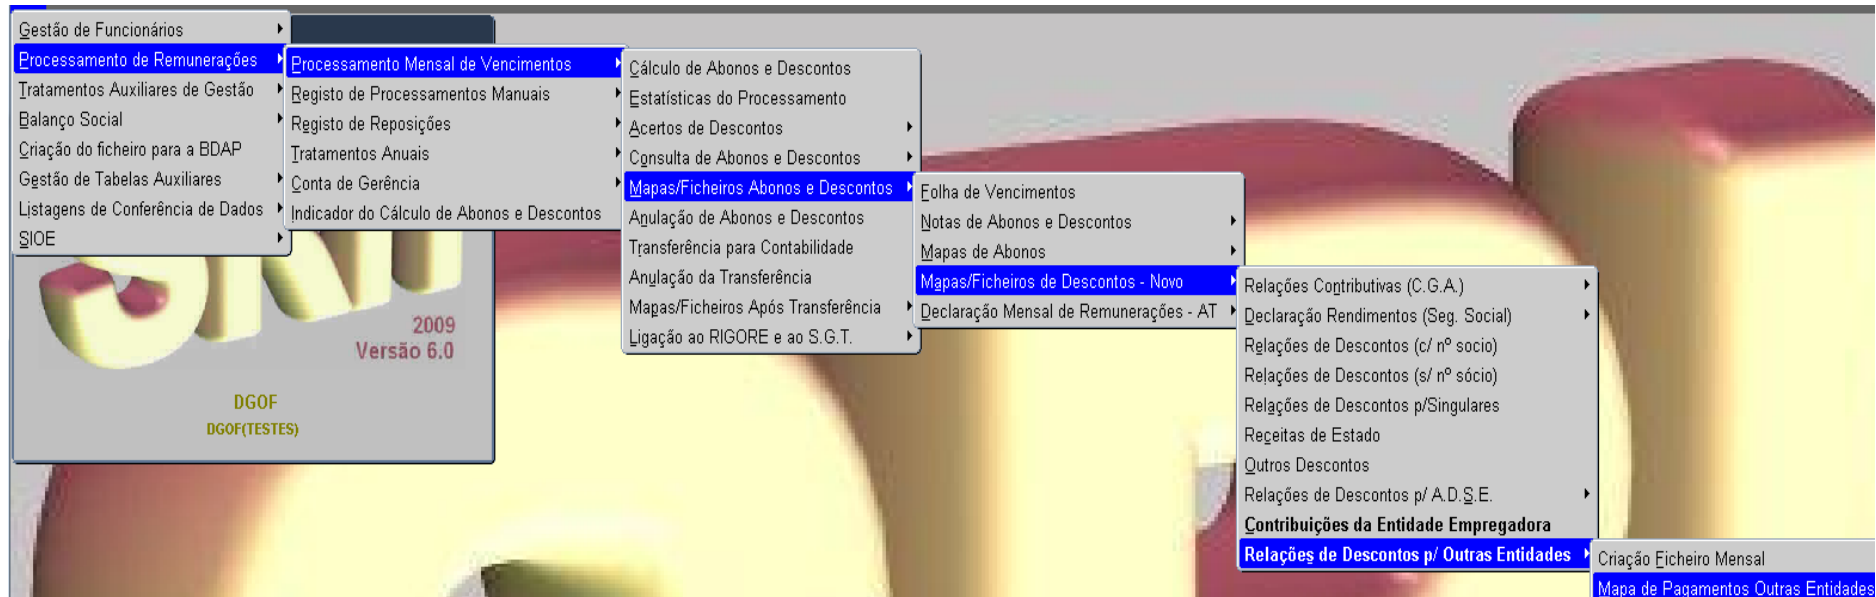 Gestão de Funcionários
Processamento de Remunerações
Tratamentos Auxiliares de Gestão
Balanço Social
Criação do ficheiro para a BDAP
Gestão de Tabelas Auxiliares
Listagens de Conferência de Dados
SIOE
Processamento Mensal de Vencimentos
Registo de Processamentos Manuais
Registo de Reposições
Tratamentos Anuais
Conta de Gerência
Indicador do Cálculo de Abonos e Descontos
Cálculo de Abonos e Descontos
Estatísticas do Processamento
Acertos de Descontos
Consulta de Abonos e Descontos
Mapas/Ficheiros Abonos e Descontos
Anulação de Abonos e Descontos
Transferência para Contabilidade
Anulação da Transferência
Mapas/Ficheiros Após Transferência
Ligação ao RIGORE e ao S.G.T.
Folha de Vencimentos
Notas de Abonos e Descontos
Mapas de Abonos
Mapas/Ficheiros de Descontos - Novo
Declaração Mensal de Remunerações - AT
Relações Contributivas (C.G.A.)
Declaração Rendimentos (Seg. Social)
Relações de Descontos (c/ nº socio)
Relações de Descontos (s/ nº sócio)
Relações de Descontos p/Singulares
Receitas de Estado
Outros Descontos
Relações de Descontos p/ A.D.S.E.
Contribuições da Entidade Empregadora
Relações de Descontos p/ Outras Entidades
Criação Ficheiro Mensal
Mapa de Pagamentos Outras Entidades
2009
Versão 6.0
DGOF
DGOF(TESTES)